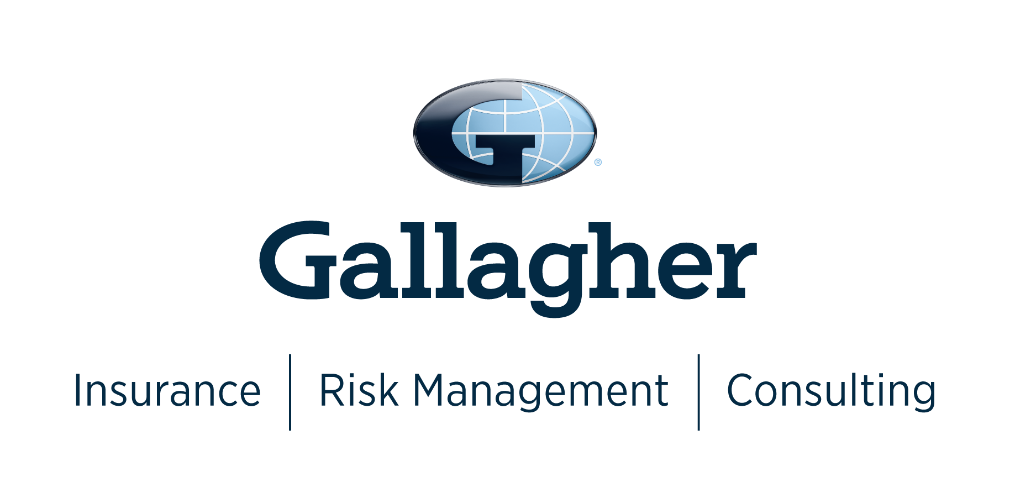 G®
Gallagher
Insurance | Risk Management | Consulting